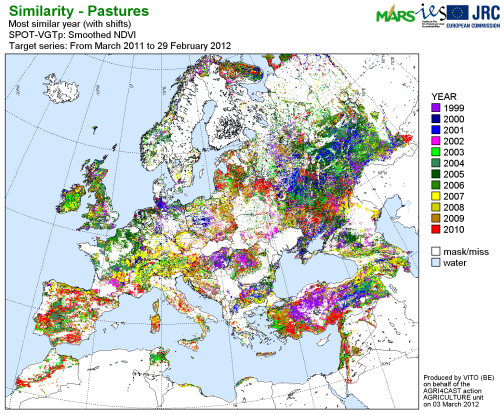 Similarity - Pastures
Most similar year (with shifts)
SPOT-VGTp: Smoothed NDVI
Target series: From March 2011 to 29 February 2012
MARS
ies
JRC
EUROPEAN COMMISSION
YEAR
1999
2000
2001
2002
2003
2004
2005
2006
2007
2008
2009
2010
mask/miss
water
Produced by VITO (BE)
on behalf of the
AGRI4CAST action
AGRICULTURE unit
on 03 March 2012